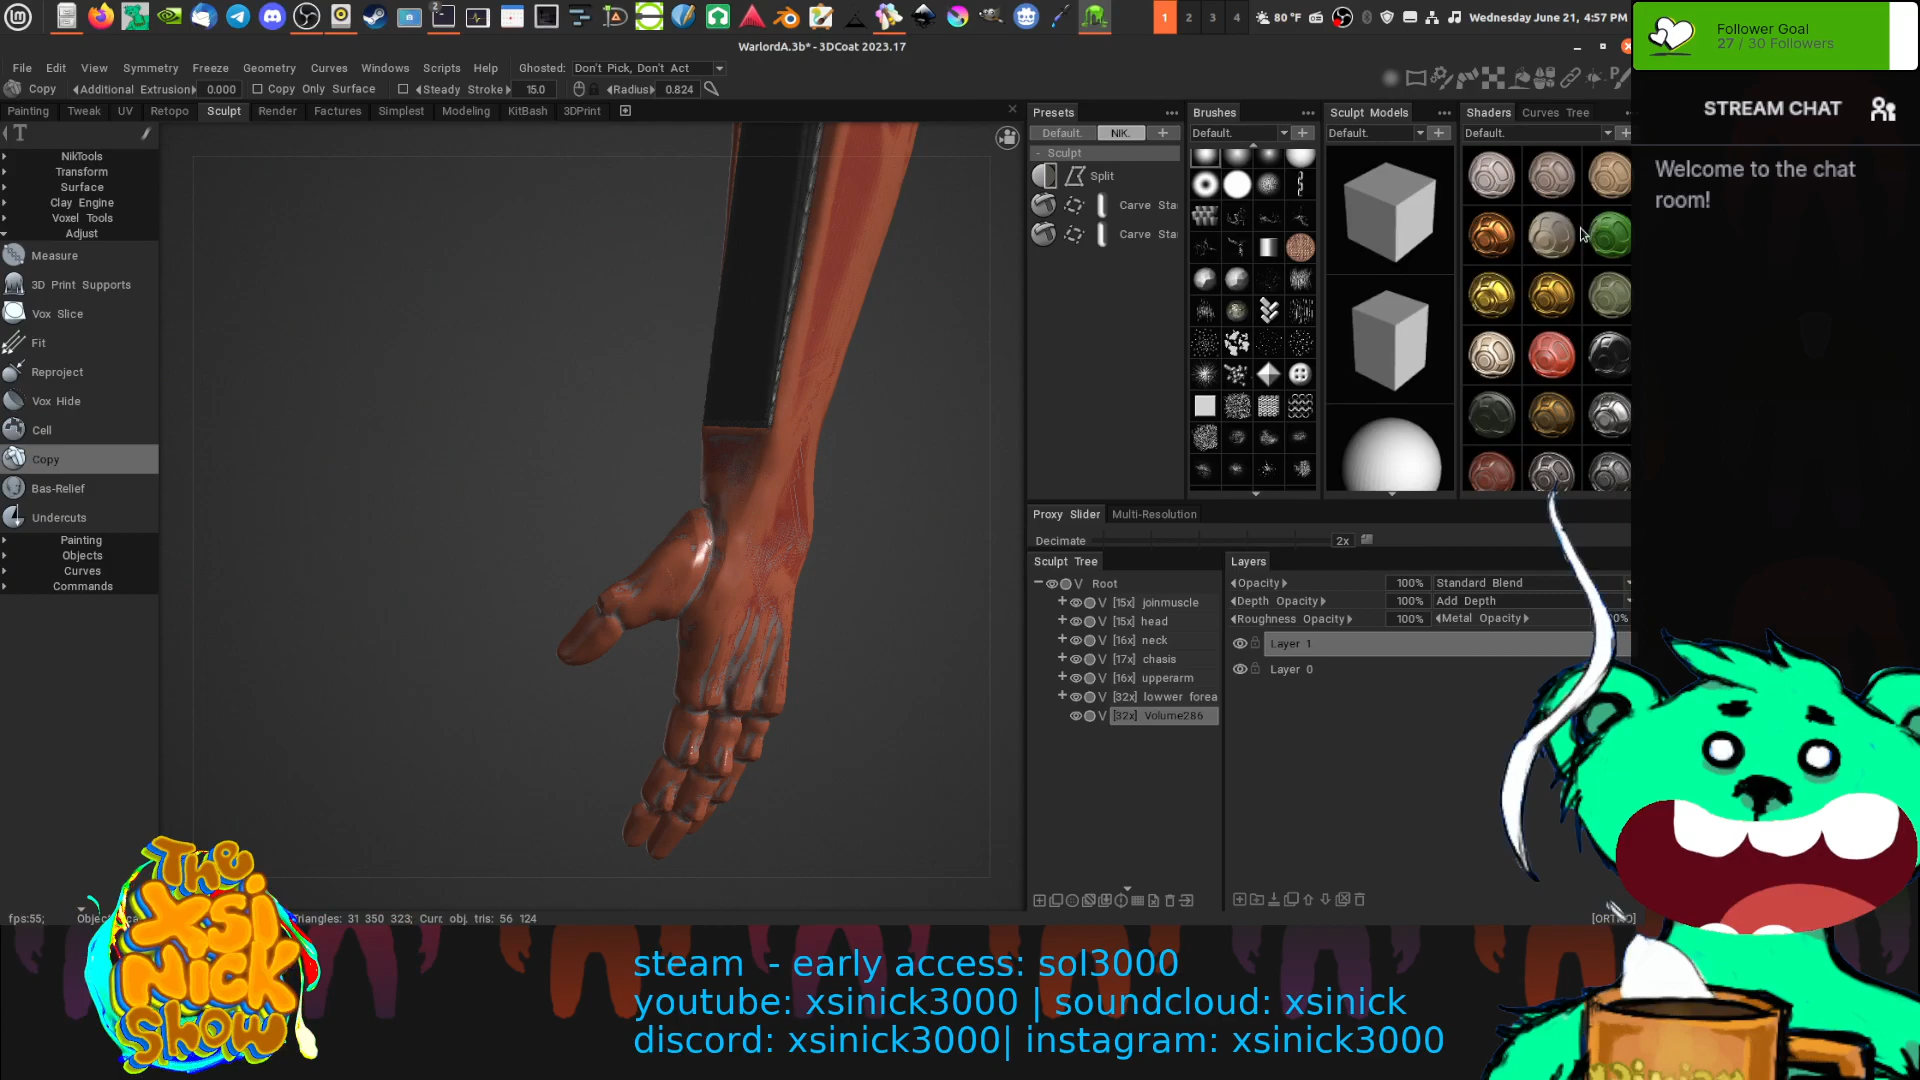 80 °F
Wednesday June 21, 4:57 PM
1 2 3 4
Follower Goal
27 / 30 Followers
WarlordA.3b* - 3DCoat 2023.17
File Edit View Symmetry Freeze Geometry Curves Windows Scripts Help Ghosted: Don't Pick, Don't Act
Copy Additional Extrusion 0.000 Copy Only Surface Steady Stroke 15.0 Radius 0.824
Painting Tweak UV Retopo Sculpt Render Factures Simplest Modeling KitBash 3DPrint
STREAM CHAT
Welcome to the chat
room!
NikTools
Transform
Surface
Clay Engine
Voxel Tools
Adjust
Measure
3D Print Supports
Vox Slice
Fit
Reproject
Vox Hide
Cell
Copy
Bas-Relief
Undercuts
Painting
Objects
Curves
Commands
Presets
Default. NIK. +
- Sculpt
Split
Carve Sta
Carve Sta
Brushes
Default.
Sculpt Models
Default.
Shaders Curves Tree
Default.
Proxy Slider Multi-Resolution
Decimate 2x
Sculpt Tree
Root
V [15x] joinmuscle
V [15x] head
V [16x] neck
V [17x] chasis
V [16x] upperarm
V [32x] lowwer forea
V [32x] Volume286
Layers
Opacity 100% Standard Blend
Depth Opacity 100% Add Depth
Roughness Opacity 100% Metal Opacity
Layer 1
Layer 0
fps:55;
Triangles: 31 350 323; Curr. obj. tris: 56 124
The
xsi
Nick
Show
steam - early access: sol3000
youtube: xsinick3000 | soundcloud: xsinick
discord: xsinick3000| instagram: xsinick3000